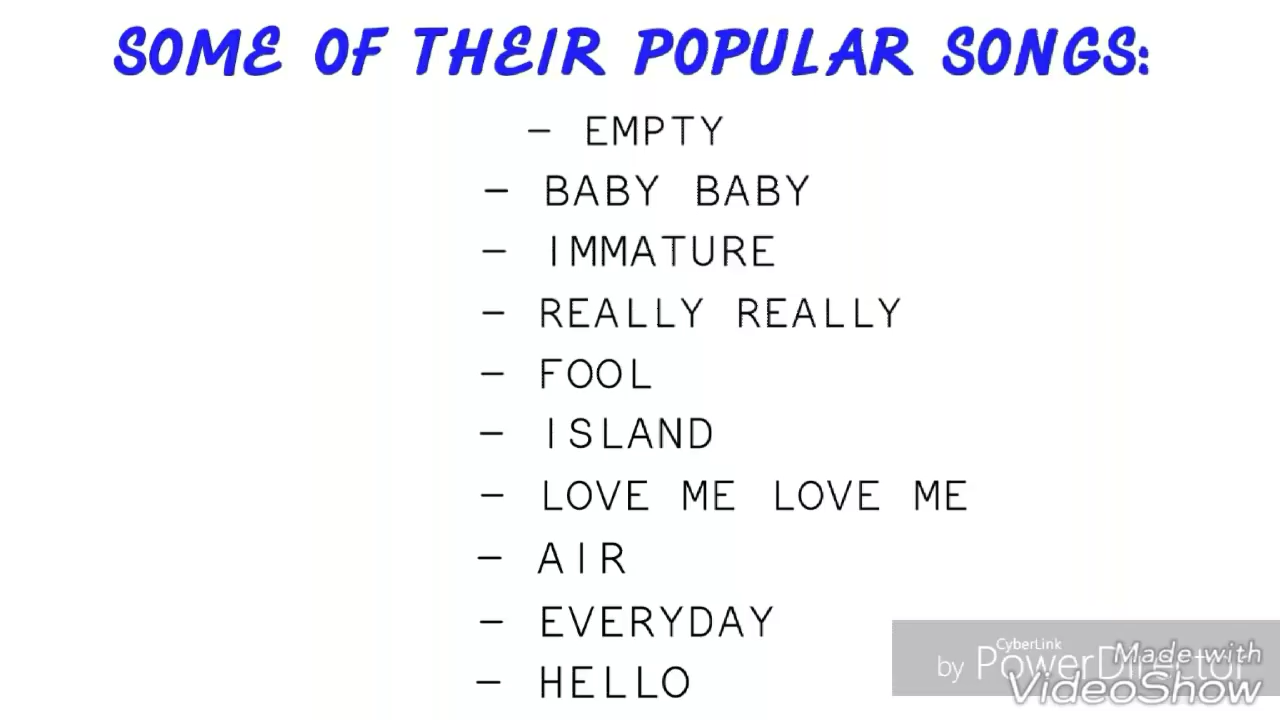 SOME OF THEIR POPULAR SONGS:
– EMPTY
– BABY BABY
– IMMATURE
– REALLY REALLY
– FOOL
– ISLAND
– LOVE ME LOVE ME
– AIR
– EVERYDAY
– HELLO
CyberLink
by PowerDirector
Made with
VideoShow